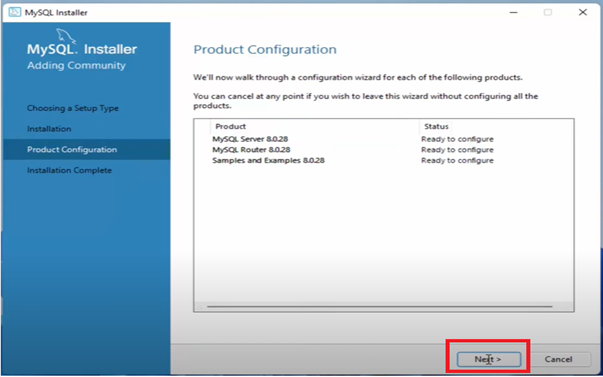 MySQL Installer
MySQL. Installer
Adding Community
Choosing a Setup Type
Installation
Product Configuration
Installation Complete
Product Configuration
We'll now walk through a configuration wizard for each of the following products.
You can cancel at any point if you wish to leave this wizard without configuring all the
products.
Product Status
MySQL Server 8.0.28 Ready to configure
MySQL Router 8.0.28 Ready to configure
Samples and Examples 8.0.28 Ready to configure
Next > Cancel